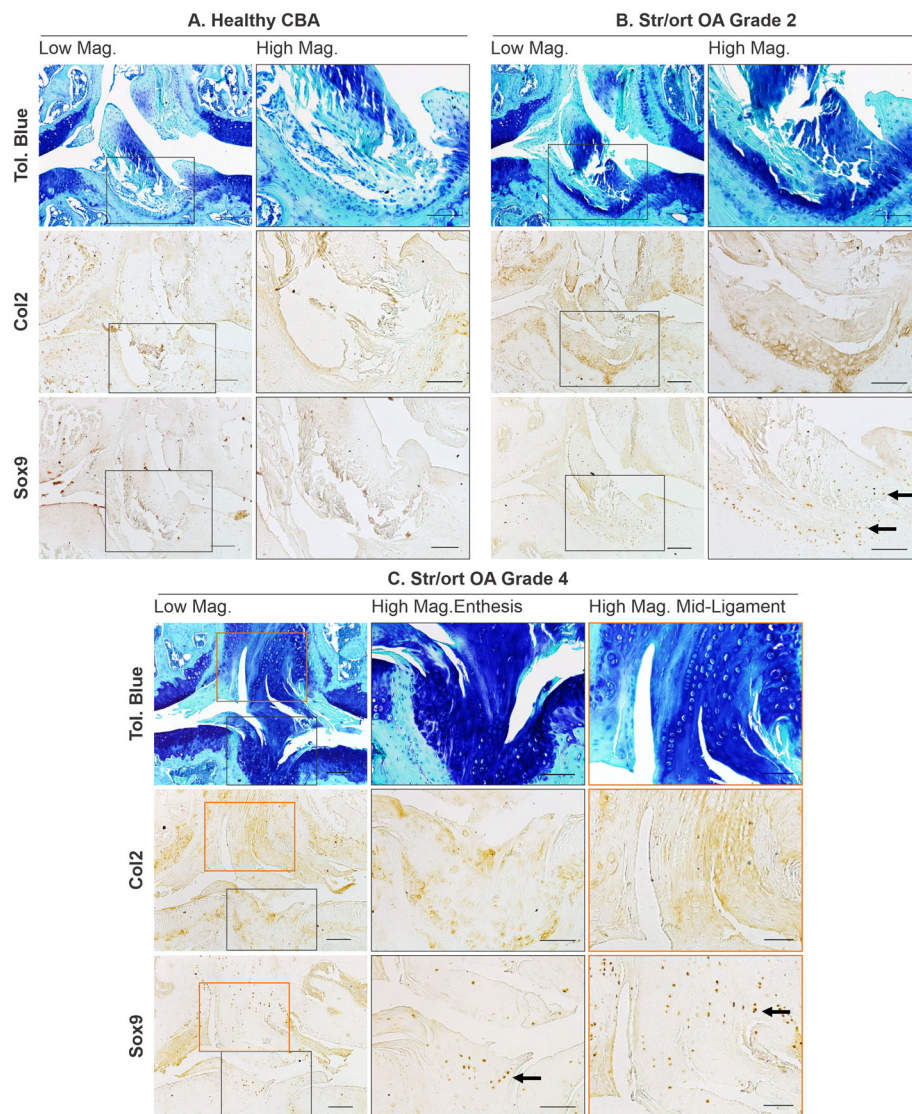 A. Healthy CBA
Low Mag. High Mag.
Tol. Blue
Col2
Sox9
B. Str/ort OA Grade 2
Low Mag. High Mag.
C. Str/ort OA Grade 4
Low Mag. High Mag.Enthesis High Mag. Mid-Ligament
Tol. Blue
Col2
Sox9